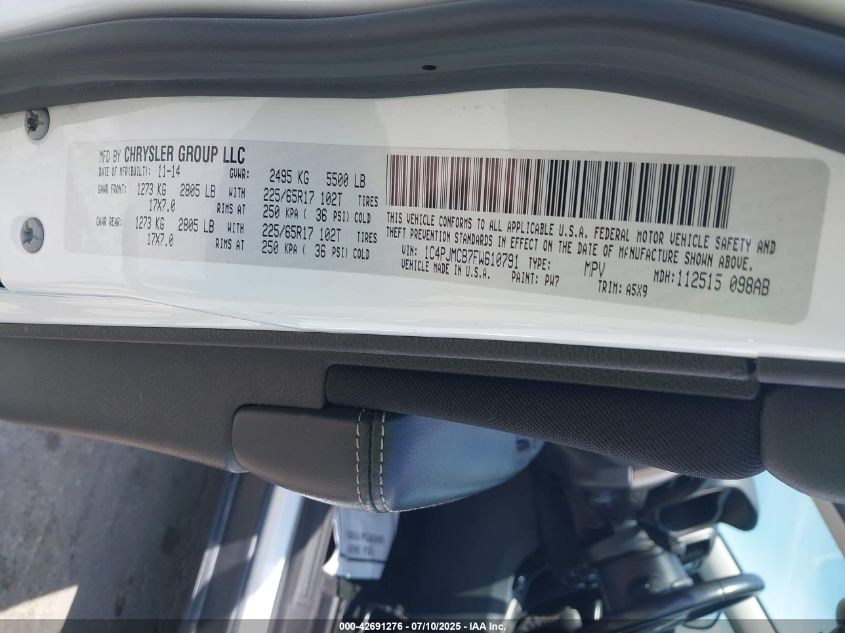 MFD BY CHRYSLER GROUP LLC
DATE OF MFR(BUILT): 11-14 GVWR: 2495 KG 5500 LB
GAWR FRONT: 1273 KG 2805 LB WITH 225/65R17 102T TIRES
17X7.0 RIMS AT 250 KPA ( 36 PSI) COLD
GAWR REAR: 1273 KG 2805 LB WITH 225/65R17 102T TIRES
17X7.0 RIMS AT 250 KPA ( 36 PSI) COLD
THIS VEHICLE CONFORMS TO ALL APPLICABLE U.S.A. FEDERAL MOTOR VEHICLE SAFETY AND
THEFT PREVENTION STANDARDS IN EFFECT ON THE DATE OF MANUFACTURE SHOWN ABOVE.
VIN: 1C4PJMCB7FW610791 TYPE: MPV MDH: 112515 098AB
VEHICLE MADE IN U.S.A. PAINT: PW7 TRIM: A5X9
000-42691276 - 07/10/2025 - IAA Inc.